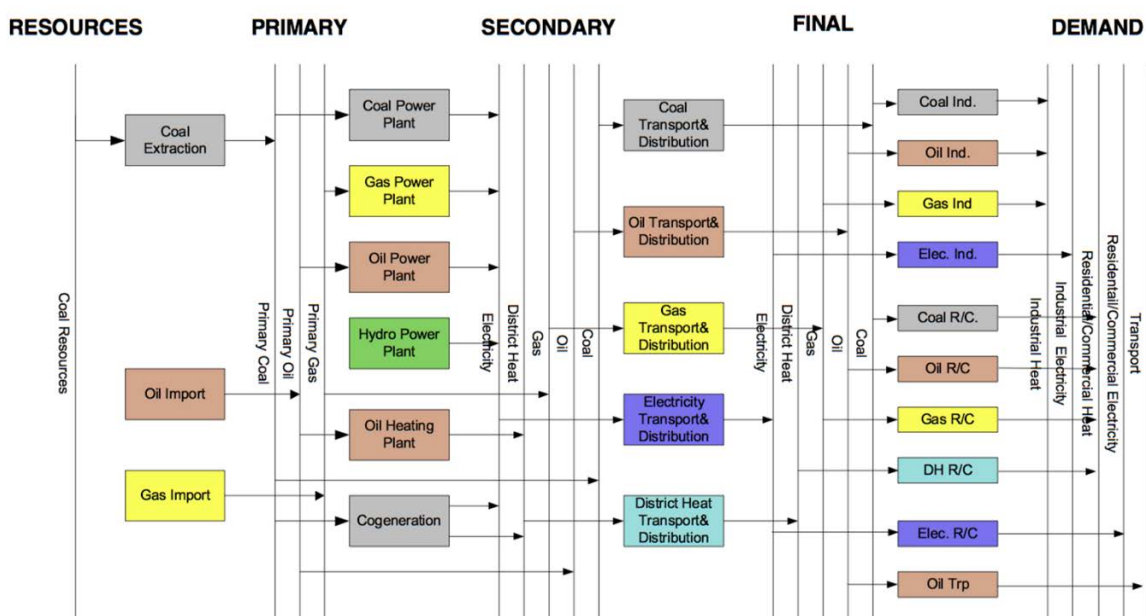 RESOURCES
PRIMARY
SECONDARY
FINAL
DEMAND
Coal Resources
Coal
Extraction
Oil Import
Gas Import
Primary Coal
Primary Oil
Primary Gas
Coal Power
Plant
Gas Power
Plant
Oil Power
Plant
Hydro Power
Plant
Oil Heating
Plant
Cogeneration
Electricity
District Heat
Gas
Oil
Coal
Coal
Transport&
Distribution
Oil Transport&
Distribution
Gas
Transport&
Distribution
Electricity
Transport&
Distribution
District Heat
Transport&
Distribution
Electricity
District Heat
Gas
Oil
Coal
Coal Ind.
Oil Ind.
Gas Ind
Elec. Ind.
Coal R/C.
Oil R/C
Gas R/C
DH R/C
Elec. R/C
Oil Trp
Industrial Heat
Industrial Electricity
Residential/Commercial Heat
Residentail/Commercial Electricity
Transport